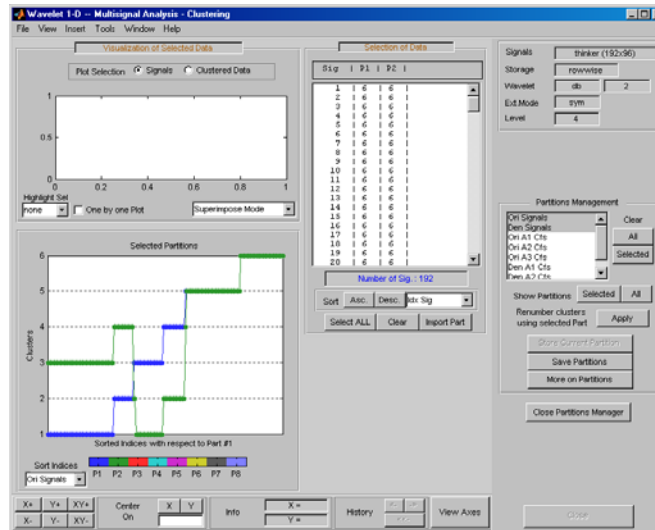 Wavelet 1-D -- Multisignal Analysis - Clustering
File View Insert Tools Window Help
Visualization of Selected Data
Plot Selection Signals Clustered Data
1
0.5
0
0 0.2 0.4 0.6 0.8 1
Highlight Sel
none One by one Plot Superimpose Mode
Selected Partitions
6
5
4
3
2
1
Clusters
Sorted Indices with respect to Part #1
Sort Indices
Ori Signals
P1 P2 P3 P4 P5 P6 P7 P8
Selection of Data
Sig | P1 | P2 |
1 | 6 | 6 |
2 | 6 | 6 |
3 | 6 | 6 |
4 | 6 | 6 |
5 | 6 | 6 |
6 | 6 | 6 |
7 | 6 | 6 |
8 | 6 | 6 |
9 | 6 | 6 |
10 | 6 | 6 |
11 | 6 | 6 |
12 | 6 | 6 |
13 | 6 | 6 |
14 | 6 | 6 |
15 | 6 | 6 |
16 | 6 | 6 |
17 | 6 | 6 |
18 | 6 | 6 |
19 | 6 | 6 |
20 | 6 | 6 |
Number of Sig.: 192
Sort Asc. Desc. Idx Sig
Select ALL Clear Import Part
Signals thinker (192x96)
Storage rowwise
Wavelet db 2
Ext.Mode sym
Level 4
Partitions Management
Ori Signals
Den Signals
Ori A1 Cfs
Ori A2 Cfs
Ori A3 Cfs
Den A1 Cfs
Den A2 Cfs
Clear
All
Selected
Show Partitions Selected All
Renumber clusters
using selected Part Apply
Store Current Partition
Save Partitions
More on Partitions
Close Partitions Manager
X+ Y+ XY+
X- Y- XY-
Center
On
X Y
Info
X =
Y =
History
<- ->
<<-
View Axes
Close